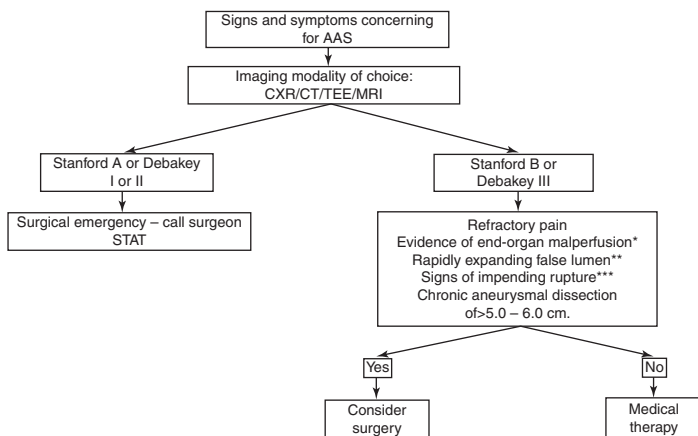 Signs and symptoms concerning
for AAS
Imaging modality of choice:
CXR/CT/TEE/MRI
Stanford A or Debakey
I or II
Surgical emergency – call surgeon
STAT
Stanford B or
Debakey III
Refractory pain
Evidence of end-organ malperfusion*
Rapidly expanding false lumen**
Signs of impending rupture***
Chronic aneurysmal dissection
of>5.0 – 6.0 cm.
Yes
No
Consider
surgery
Medical
therapy